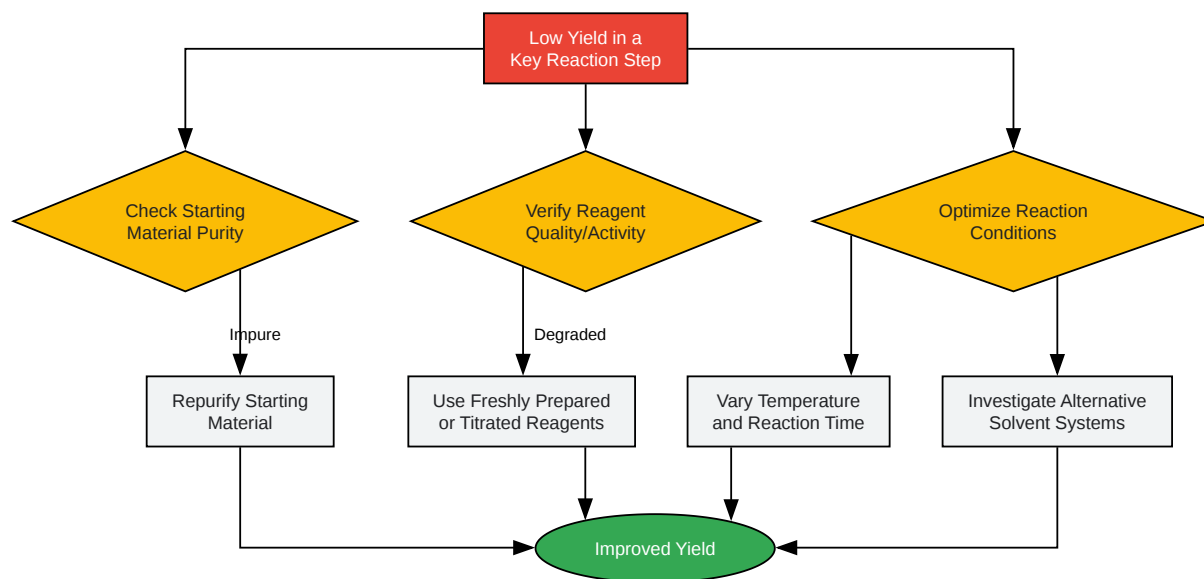 Low Yield in a
Key Reaction Step
Check Starting
Material Purity
Verify Reagent
Quality/Activity
Optimize Reaction
Conditions
Impure
Degraded
Repurify Starting
Material
Use Freshly Prepared
or Titrated Reagents
Vary Temperature
and Reaction Time
Investigate Alternative
Solvent Systems
Improved Yield